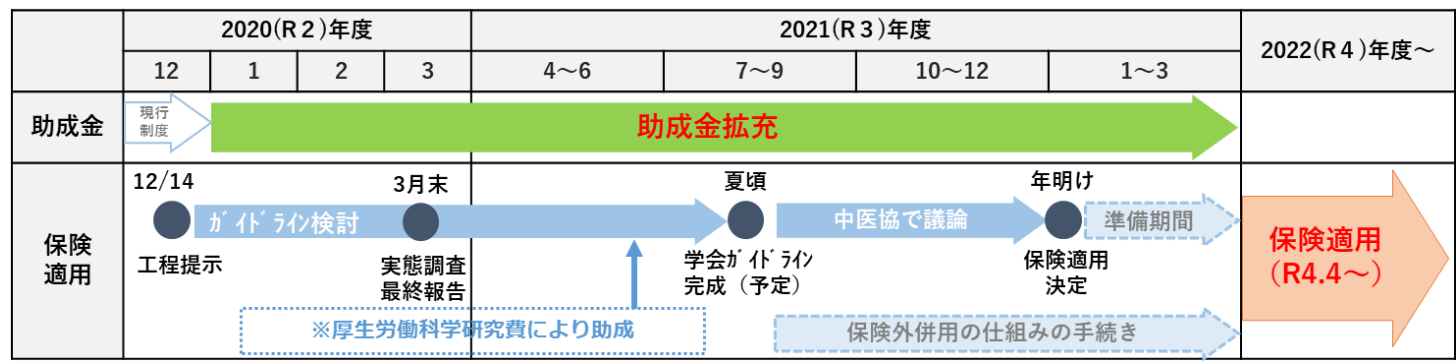 2020(R２)年度
2021(R３)年度
2022(R４)年度～
12
1
2
3
4～6
7～9
10～12
1～3
助成金
現行
制度
助成金拡充
保険
適用
12/14
3月末
夏頃
年明け
ｶﾞｲﾄﾞﾗｲﾝ検討
中医協で議論
準備期間
工程提示
実態調査
最終報告
学会ｶﾞｲﾄﾞﾗｲﾝ
完成（予定）
保険適用
決定
※厚生労働科学研究費により助成
保険外併用の仕組みの手続き
保険適用
（R4.4～）